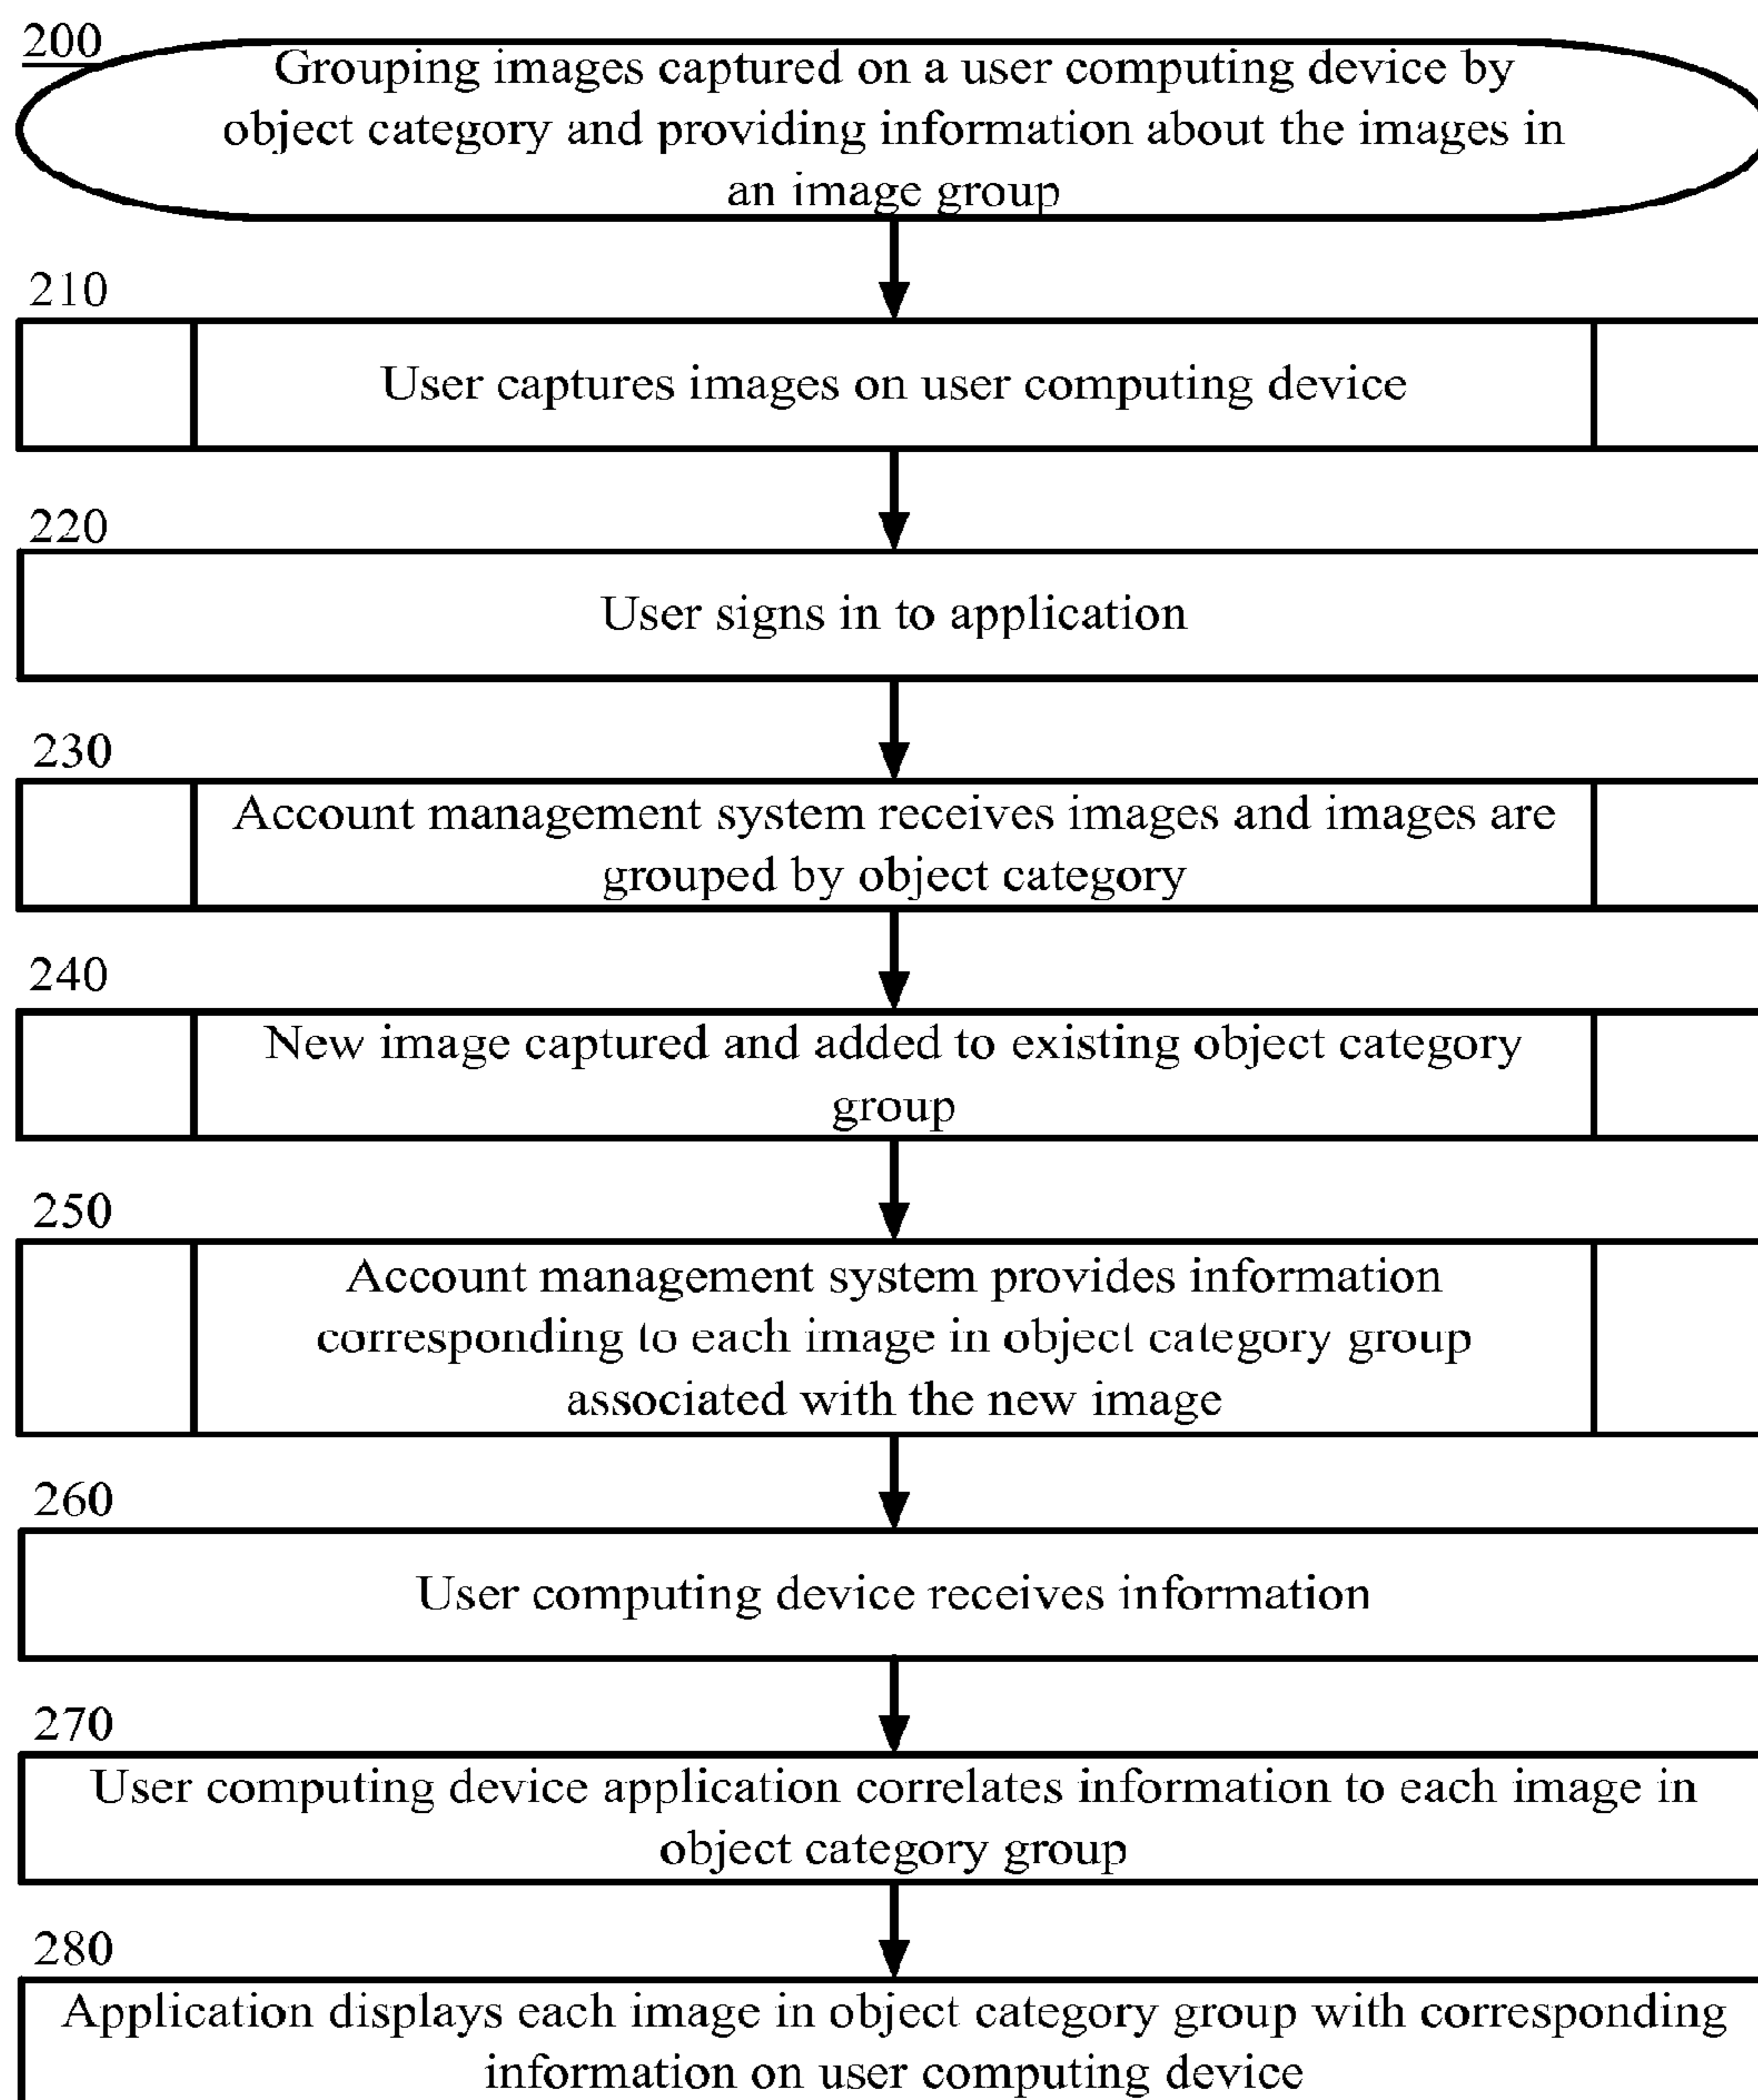 200
Grouping images captured on a user computing device by
object category and providing information about the images in
an image group
210
User captures images on user computing device
220
User signs in to application
230
Account management system receives images and images are
grouped by object category
240
New image captured and added to existing object category
group
250
Account management system provides information
corresponding to each image in object category group
associated with the new image
260
User computing device receives information
270
User computing device application correlates information to each image in
object category group
280
Application displays each image in object category group with corresponding
information on user computing device